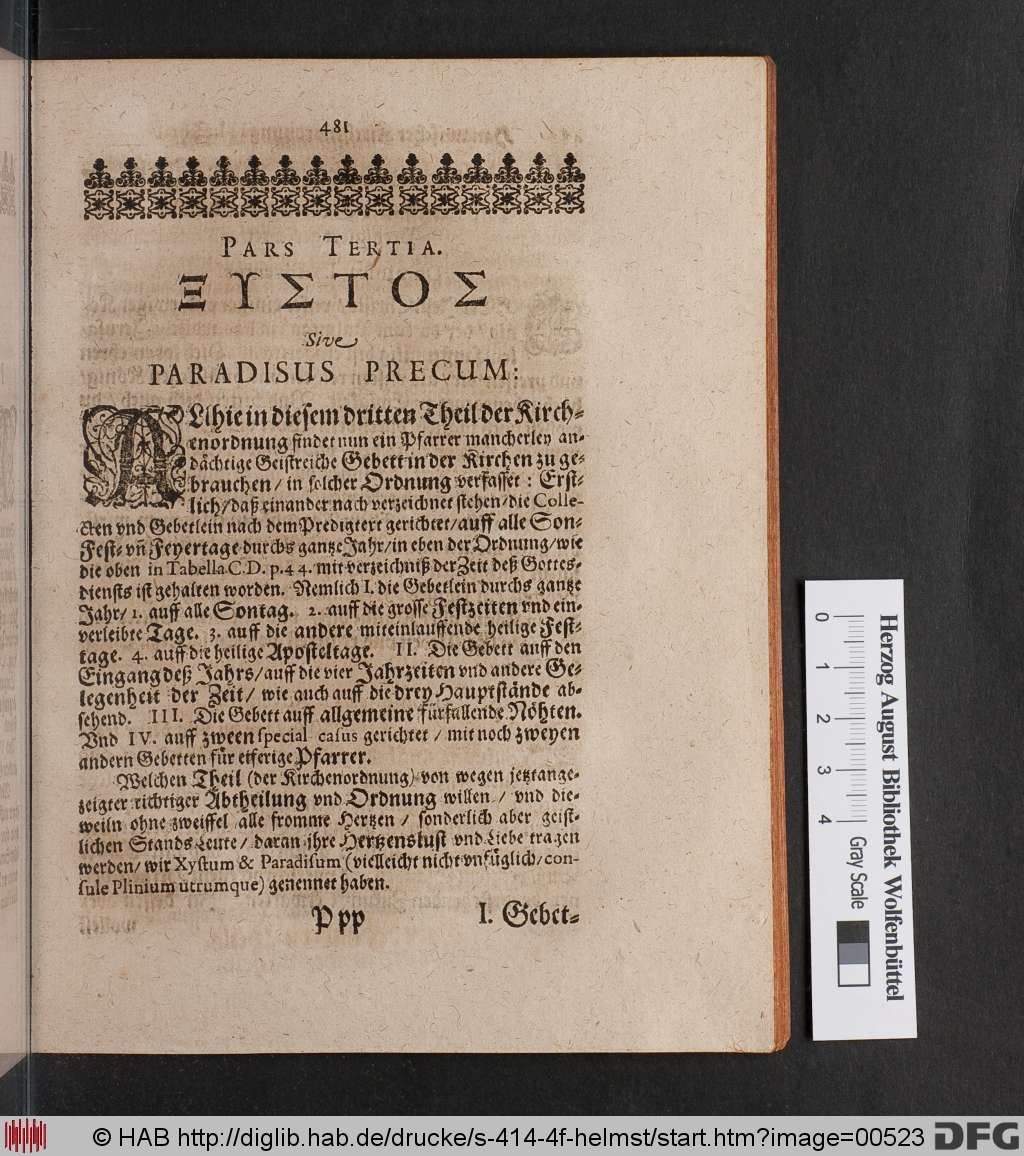 481
PARS TERTIA.
ΞΥΣΤΟΣ
Sive
PARADISUS PRECUM:
ALlhie in diesem dritten Theil der Kirch-
enordnung findet nun ein Pfarrer mancherley an-
dächtige Geistreiche Gebett in der Kirchen zu ge-
brauchen / in solcher Ordnung verfasset : Erst-
lich / daß einander nach verzeichnet stehen / die Colle-
cten vnd Gebetlein nach dem Predigtext gerichtet / auff alle Son-
Fest- vn̄ Feyertage durchs gantze Jahr / in eben der Ordnung / wie
die oben in Tabella C.D. p.44. mit verzeichniß der Zeit deß Gottes-
diensts ist gehalten worden. Nemlich I. die Gebetlein durchs gantze
Jahr / 1. auff alle Sontag. 2. auff die grosse Festzeiten vnd ein-
verleibte Tage. 3. auff die andere miteinlauffende heilige Fest-
tage. 4. auff die heilige Aposteltage. II. Die Gebett auff den
Eingang deß Jahrs / auff die vier Jahrzeiten vnd andere Ge-
legenheit der Zeit / wie auch auff die drey Hauptstände ab-
sehend. III. Die Gebett auff allgemeine fürfallende Nöhten.
Vnd IV. auff zween special casus gerichtet / mit noch zweyen
andern Gebetten für eiferige Pfarrer.
Welchen Theil (der Kirchenordnung) von wegen jetztange-
zeigter richtiger Abtheilung vnd Ordnung willen / vnd die-
weiln ohne zweiffel alle fromme Hertzen / sonderlich aber geist-
lichen Stands Leute / daran ihre Hertzenslust vnd Liebe tragen
werden / wir Xystum & Paradisum (vielleicht nicht vnfüglich / con-
sule Plinium utrumque) genennet haben.
Ppp I. Gebet-
Herzog August Bibliothek Wolfenbüttel
0 1 2 3 4 Gray Scale
© HAB http://diglib.hab.de/drucke/s-414-4f-helmst/start.htm?image=00523 DFG